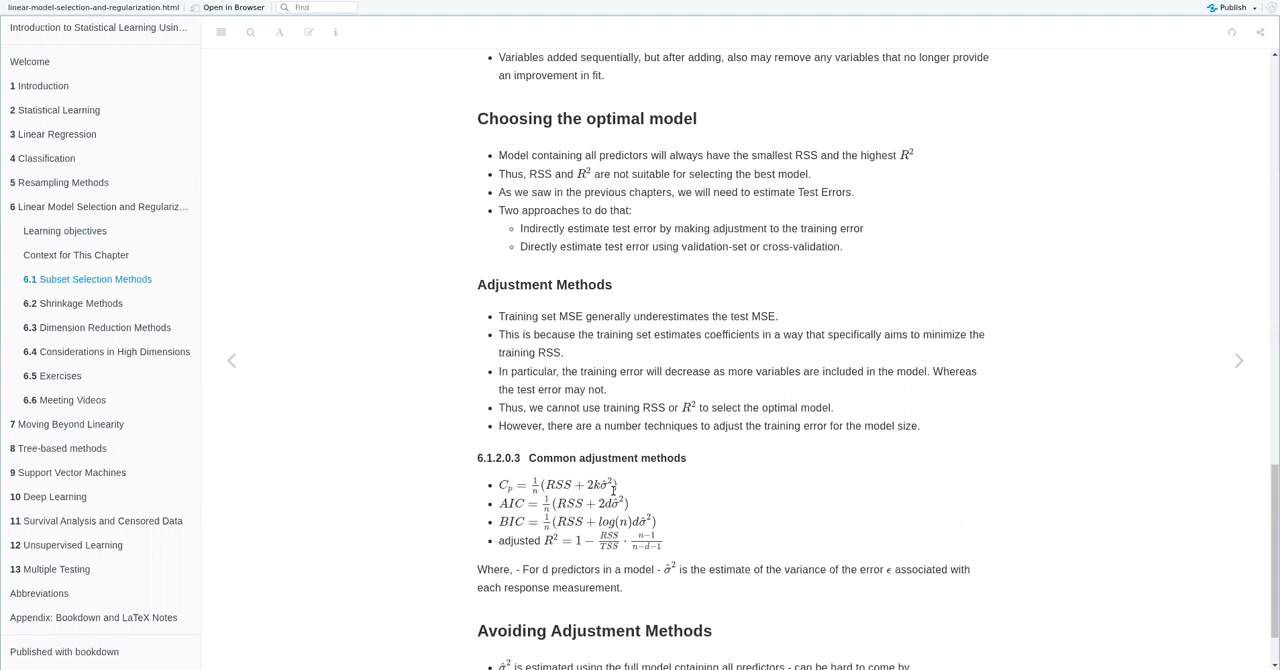 linear-model-selection-and-regularization.html Open in Browser Find Publish
Introduction to Statistical Learning Usin...
Welcome
1 Introduction
2 Statistical Learning
3 Linear Regression
4 Classification
5 Resampling Methods
6 Linear Model Selection and Regulariz...
Learning objectives
Context for This Chapter
6.1 Subset Selection Methods
6.2 Shrinkage Methods
6.3 Dimension Reduction Methods
6.4 Considerations in High Dimensions
6.5 Exercises
6.6 Meeting Videos
7 Moving Beyond Linearity
8 Tree-based methods
9 Support Vector Machines
10 Deep Learning
11 Survival Analysis and Censored Data
12 Unsupervised Learning
13 Multiple Testing
Abbreviations
Appendix: Bookdown and LaTeX Notes
Published with bookdown
• Variables added sequentially, but after adding, also may remove any variables that no longer provide
an improvement in fit.
Choosing the optimal model
• Model containing all predictors will always have the smallest RSS and the highest R²
• Thus, RSS and R² are not suitable for selecting the best model.
• As we saw in the previous chapters, we will need to estimate Test Errors.
• Two approaches to do that:
◦ Indirectly estimate test error by making adjustment to the training error
◦ Directly estimate test error using validation-set or cross-validation.
Adjustment Methods
• Training set MSE generally underestimates the test MSE.
• This is because the training set estimates coefficients in a way that specifically aims to minimize the
training RSS.
• In particular, the training error will decrease as more variables are included in the model. Whereas
the test error may not.
• Thus, we cannot use training RSS or R² to select the optimal model.
• However, there are a number techniques to adjust the training error for the model size.
6.1.2.0.3 Common adjustment methods
• Cₚ = 1/n (RSS + 2kσ̂²)
• AIC = 1/n (RSS + 2dσ̂²)
• BIC = 1/n (RSS + log(n)dσ̂²)
• adjusted R² = 1 − RSS/TSS · n−1/n−d−1
Where, - For d predictors in a model - σ̂² is the estimate of the variance of the error ϵ associated with
each response measurement.
Avoiding Adjustment Methods
• σ̂² is estimated using the full model cntaining all predictors - can be hard to come by